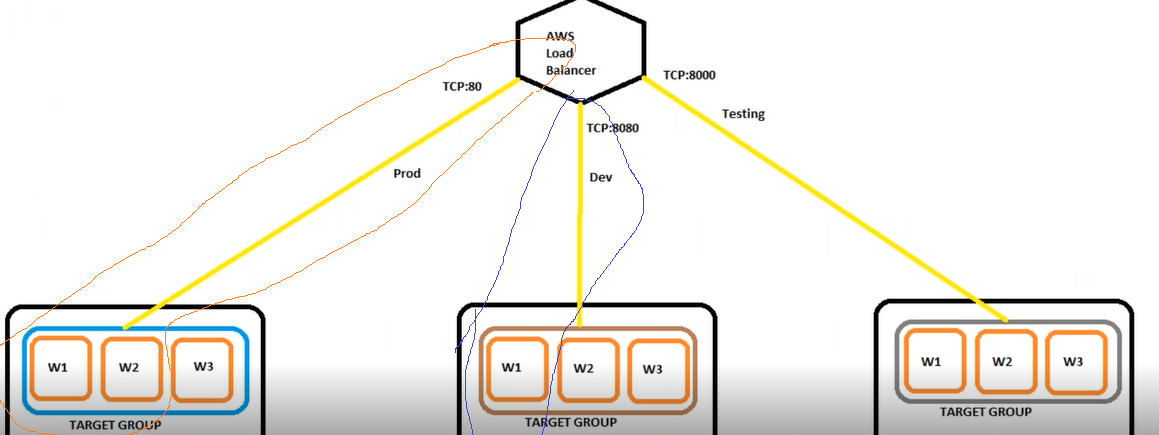 AWS
Load
Balancer
TCP:80
TCP:8000
Testing
TCP:8080
Prod
Dev
W1 W2 W3
TARGET GROUP
W1 W2 W3
TARGET GROUP
W1 W2 W3
TARGET GROUP